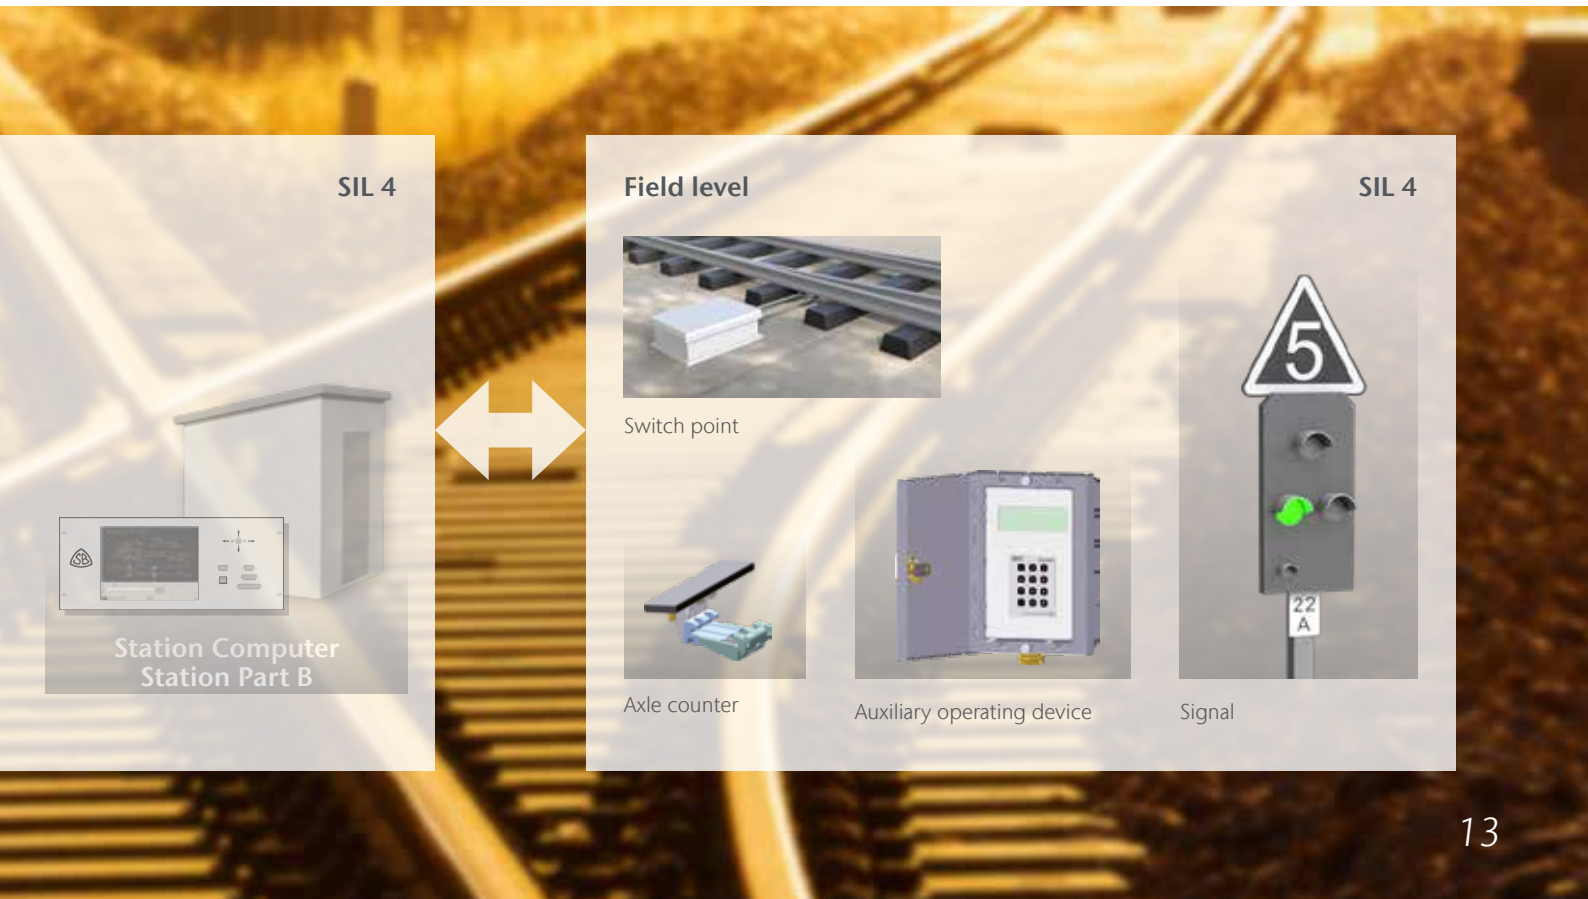 SIL 4
SB
Station Computer
Station Part B
Field level
SIL 4
Switch point
Axle counter
Auxiliary operating device
5
22
A
Signal
13